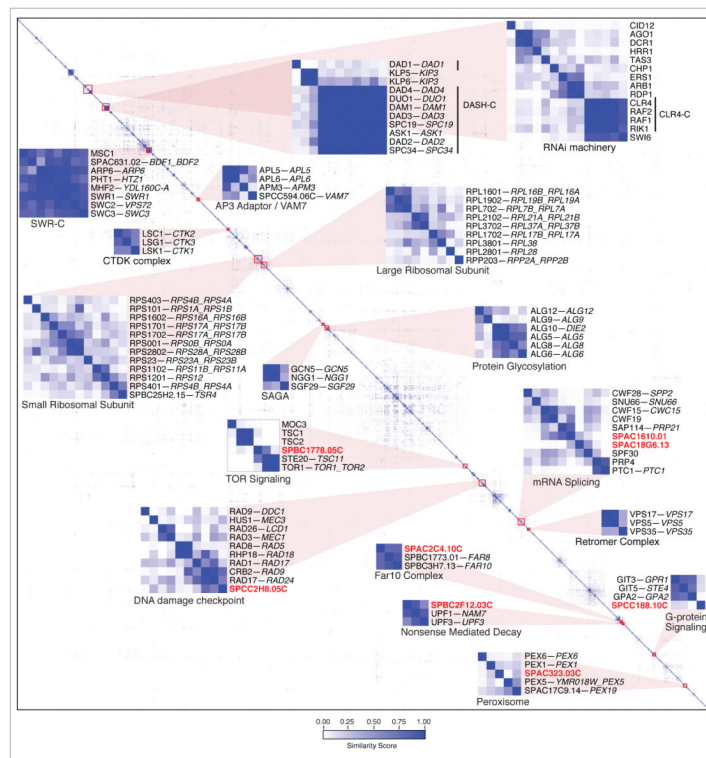 CID12
AGO1
DCR1
HRR1
TAS3
CHP1
ERS1
ARB1
RDP1
CLR4
RAF2
RAF1
RIK1
SWI6
CLR4-C
RNAi machinery
DAD1—DAD1
KLP5—KIP3
KLP6—KIP3
DAD4—DAD4
DUO1—DUO1
DAM1—DAM1
DAD3—DAD3
SPC19—SPC19
ASK1—ASK1
DAD2—DAD2
SPC34—SPC34
DASH-C
MSC1
SPAC631.02—BDF1_BDF2
ARP6—ARP6
PHT1—HTZ1
MHF2—YDL160C-A
SWR1—SWR1
SWC2—VPS72
SWC3—SWC3
SWR-C
APL5—APL5
APL6—APL6
APM3—APM3
SPCC594.06C—VAM7
AP3 Adaptor / VAM7
LSC1—CTK2
LSG1—CTK3
LSK1—CTK1
CTDK complex
RPL1601—RPL16B_RPL16A
RPL1902—RPL19B_RPL19A
RPL702—RPL7B_RPL7A
RPL2102—RPL21A_RPL21B
RPL3702—RPL37A_RPL37B
RPL1702—RPL17B_RPL17A
RPL3801—RPL38
RPL2801—RPL28
RPP203—RPP2A_RPP2B
Large Ribosomal Subunit
RPS403—RPS4B_RPS4A
RPS101—RPS1A_RPS1B
RPS1602—RPS16A_RPS16B
RPS1701—RPS17A_RPS17B
RPS1702—RPS17A_RPS17B
RPS001—RPS0B_RPS0A
RPS2802—RPS28A_RPS28B
RPS23—RPS23A_RPS23B
RPS1102—RPS11B_RPS11A
RPS1201—RPS12
RPS401—RPS4B_RPS4A
SPBC25H2.15—TSR4
Small Ribosomal Subunit
ALG12—ALG12
ALG9—ALG9
ALG10—DIE2
ALG5—ALG5
ALG8—ALG8
ALG6—ALG6
Protein Glycosylation
GCN5—GCN5
NGG1—NGG1
SGF29—SGF29
SAGA
MOC3
TSC1
TSC2
SPBC1778.05C
STE20—TSC11
TOR1—TOR1_TOR2
TOR Signaling
CWF28—SPP2
SNU66—SNU66
CWF15—CWC15
CWF19
SAP114—PRP21
SPAC1610.01
SPAC18G6.13
SPF30
PRP4
PTC1—PTC1
mRNA Splicing
RAD9—DDC1
HUS1—MEC3
RAD26—LCD1
RAD3—MEC1
RAD8—RAD5
RHP18—RAD18
RAD1—RAD17
CRB2—RAD9
RAD17—RAD24
SPCC2H8.05C
DNA damage checkpoint
VPS17—VPS17
VPS5—VPS5
VPS35—VPS35
Retromer Complex
SPAC2C4.10C
SPBC1773.01—FAR8
SPBC3H7.13—FAR10
Far10 Complex
GIT3—GPR1
GIT5—STE4
GPA2—GPA2
SPCC188.10C
G-protein
Signaling
SPBC2F12.03C
UPF1—NAM7
UPF3—UPF3
Nonsense Mediated Decay
PEX6—PEX6
PEX1—PEX1
SPAC323.03C
PEX5—YMR018W_PEX5
SPAC17C9.14—PEX19
Peroxisome
0.00 0.25 0.50 0.75 1.00
Similarity Score